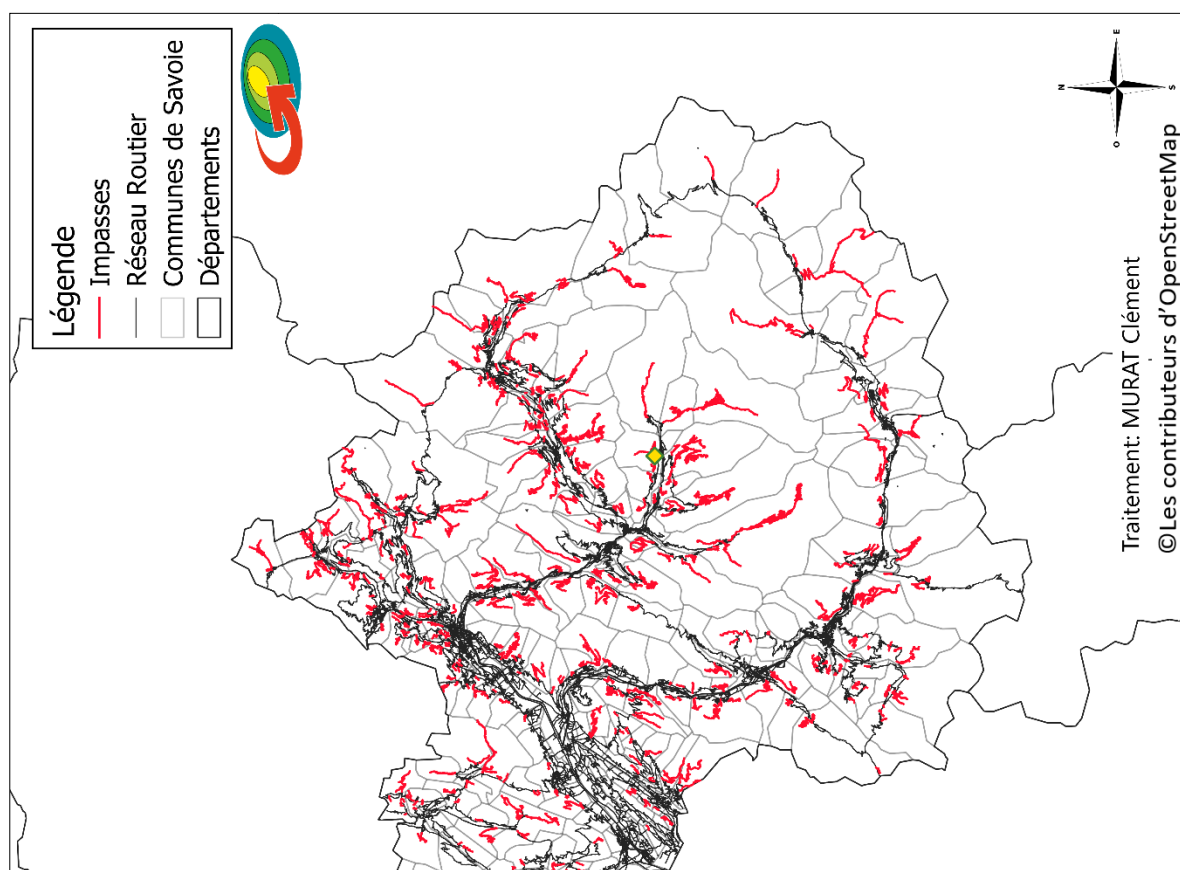 Légende
Impasses
Réseau Routier
Communes de Savoie
Départements
N
E
S
O
Traitement: MURAT Clément
©Les contributeurs d'OpenStreetMap